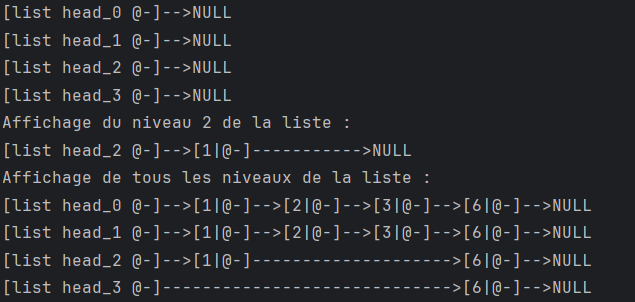 [list head_0 @-]-->NULL
[list head_1 @-]-->NULL
[list head_2 @-]-->NULL
[list head_3 @-]-->NULL
Affichage du niveau 2 de la liste :
[list head_2 @-]-->[1|@-]----------->NULL
Affichage de tous les niveaux de la liste :
[list head_0 @-]-->[1|@-]-->[2|@-]-->[3|@-]-->[6|@-]-->NULL
[list head_1 @-]-->[1|@-]-->[2|@-]-->[3|@-]-->[6|@-]-->NULL
[list head_2 @-]-->[1|@-]-------------------->[6|@-]-->NULL
[list head_3 @-]----------------------------->[6|@-]-->NULL